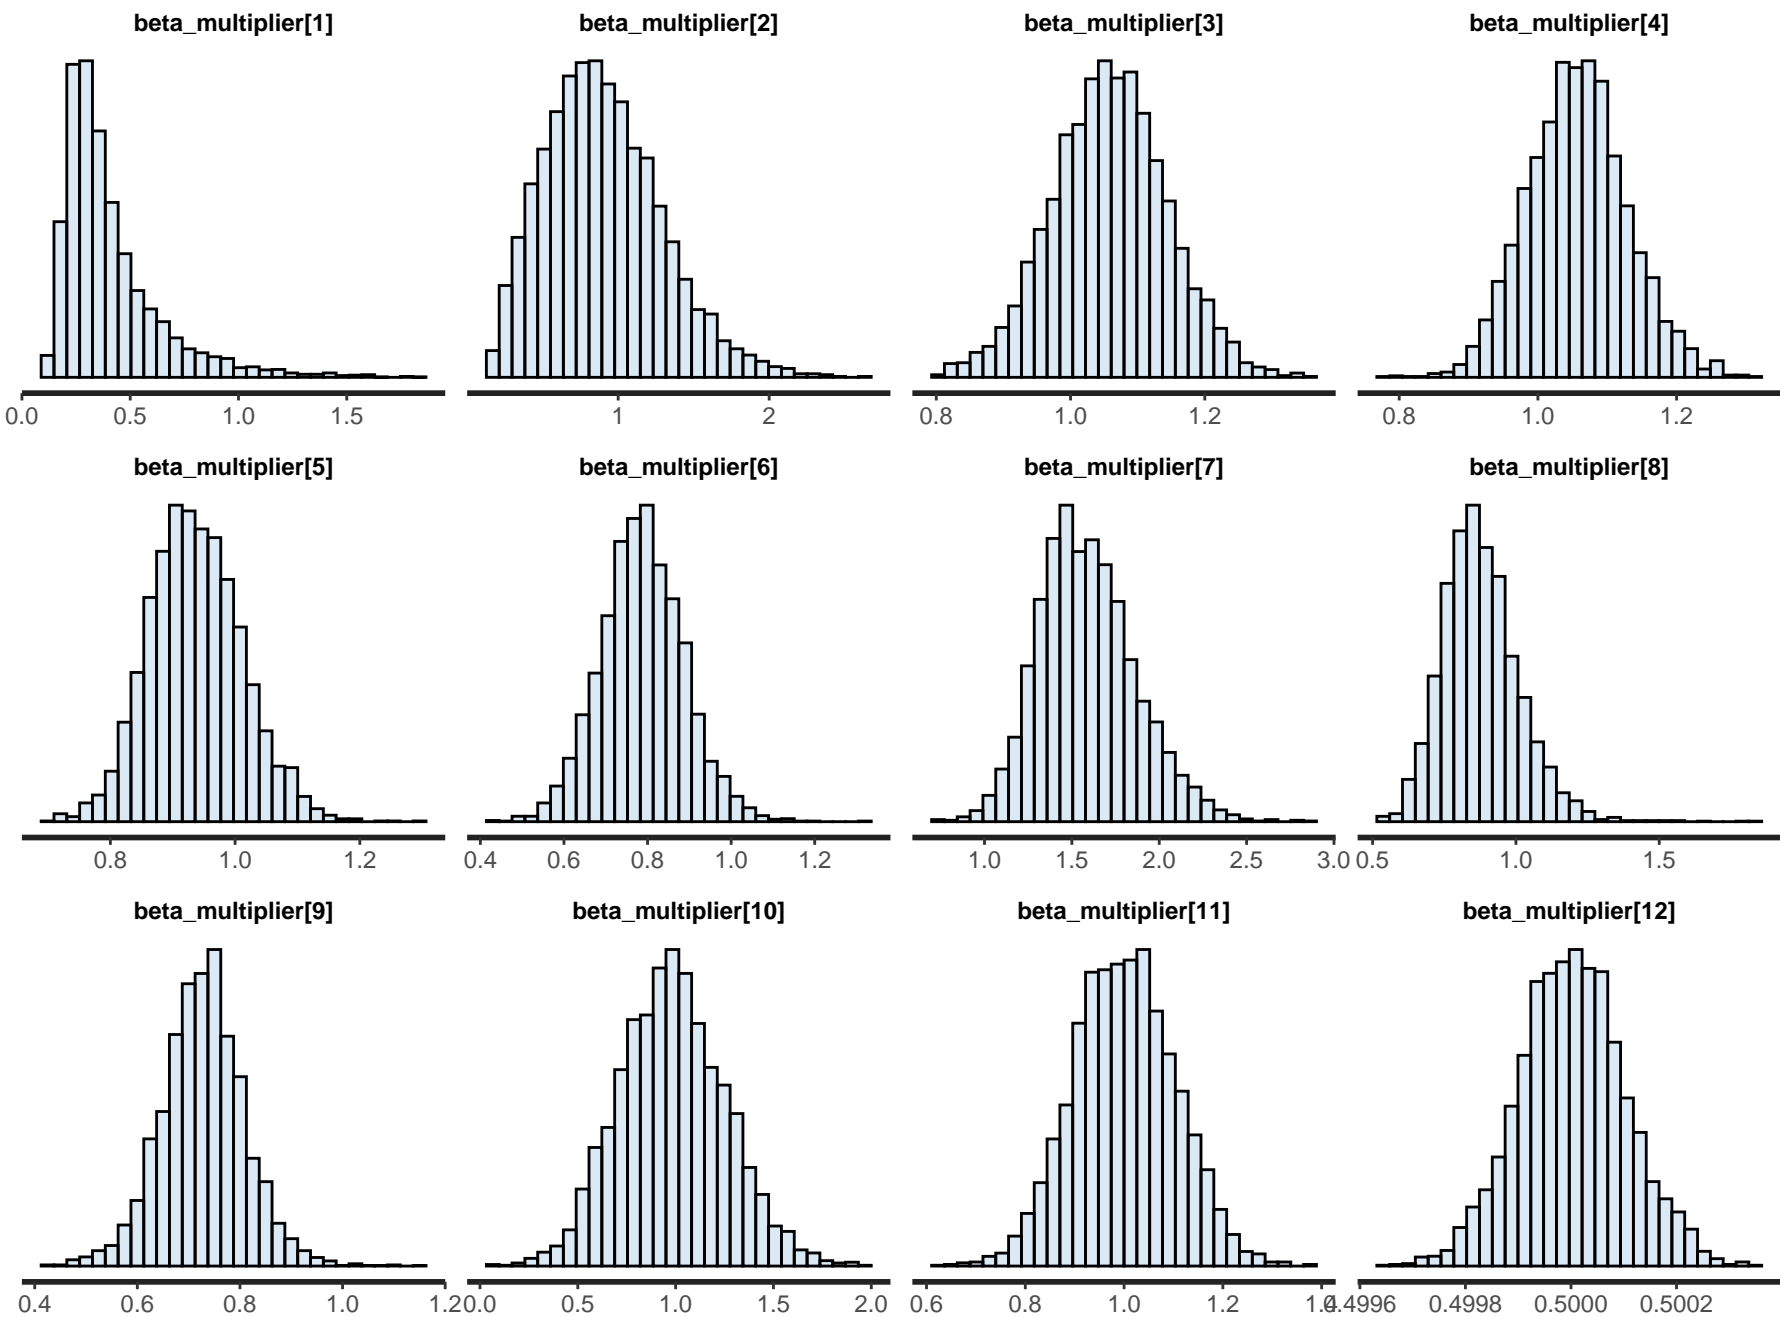 beta_multiplier[1] beta_multiplier[2] beta_multiplier[3] beta_multiplier[4]
0.0 0.5 1.0 1.5 1 2 0.8 1.0 1.2 0.8 1.0 1.2
beta_multiplier[5] beta_multiplier[6] beta_multiplier[7] beta_multiplier[8]
0.8 1.0 1.2 0.4 0.6 0.8 1.0 1.2 1.0 1.5 2.0 2.5 3.0 0.5 1.0 1.5
beta_multiplier[9] beta_multiplier[10] beta_multiplier[11] beta_multiplier[12]
0.4 0.6 0.8 1.0 1.2 0.0 0.5 1.0 1.5 2.0 0.6 0.8 1.0 1.2 1.4 0.4996 0.4998 0.5000 0.5002